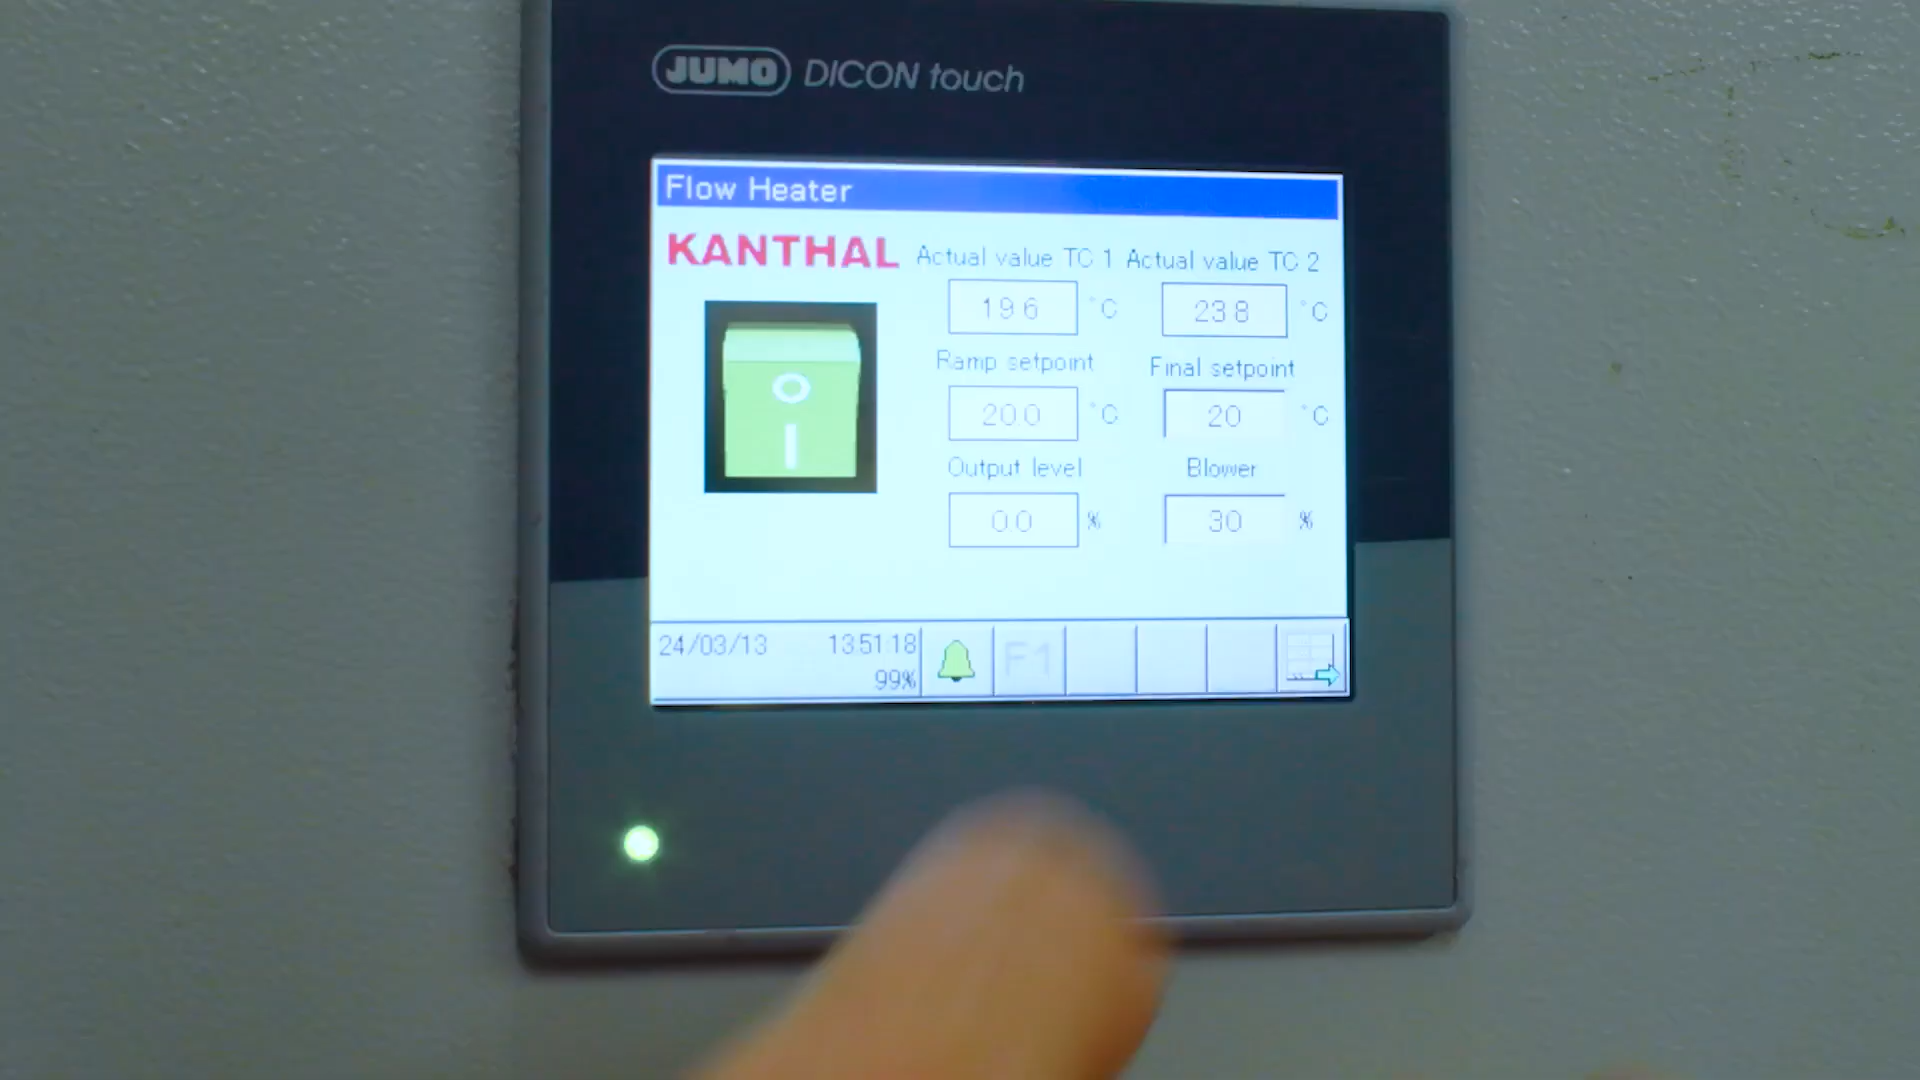 JUMO DICON touch
Flow Heater
KANTHAL
Actual value TC 1 Actual value TC 2
19.6 °C 23.8 °C
Ramp setpoint Final setpoint
20.0 °C 20 °C
Output level Blower
0.0 % 30 %
24/03/13 13:51:18
99%
F1